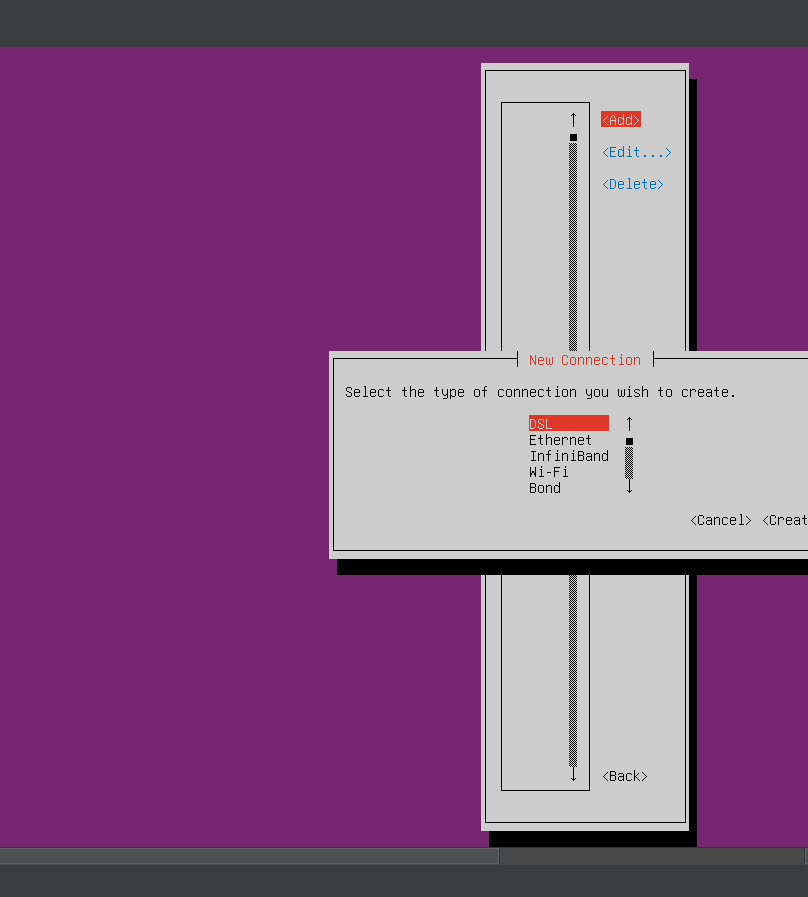 <Add>
<Edit...>
<Delete>
New Connection
Select the type of connection you wish to create.
DSL
Ethernet
InfiniBand
Wi-Fi
Bond
<Cancel> <Creat
<Back>